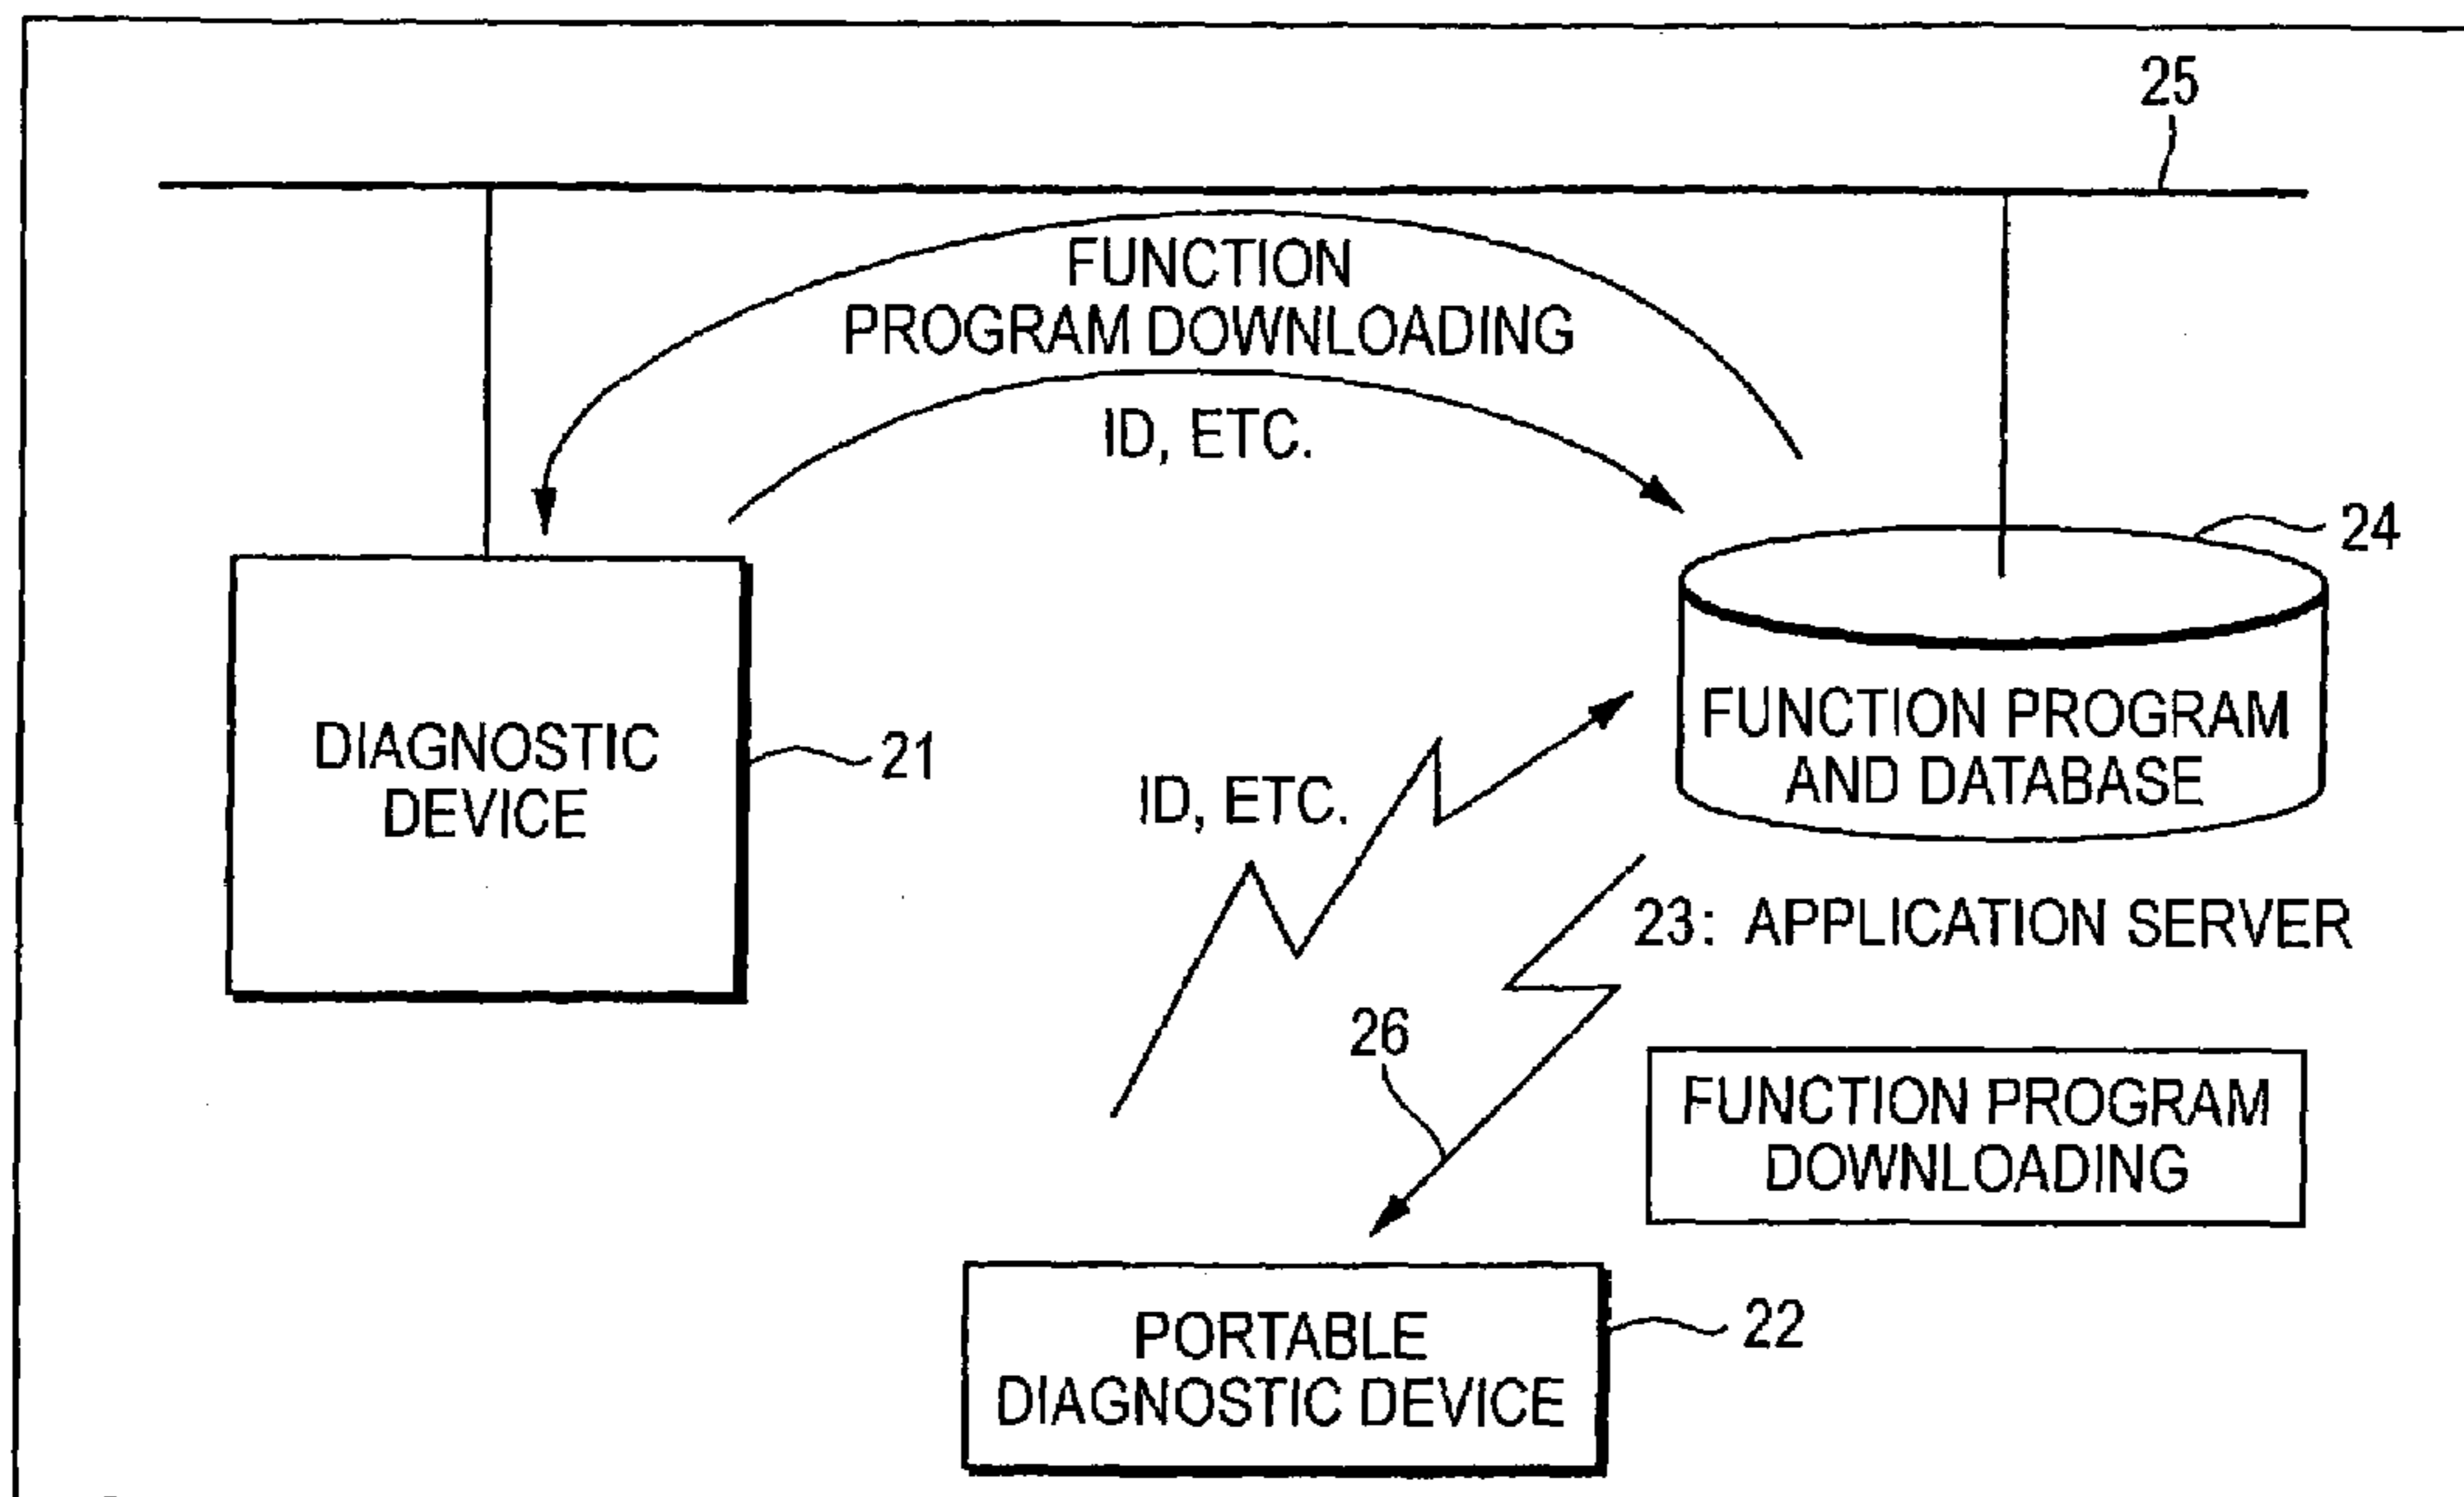 25
FUNCTION
PROGRAM DOWNLOADING
ID, ETC.
24
DIAGNOSTIC
DEVICE
21
FUNCTION PROGRAM
AND DATABASE
ID, ETC.
23: APPLICATION SERVER
26
FUNCTION PROGRAM
DOWNLOADING
PORTABLE
DIAGNOSTIC DEVICE
22